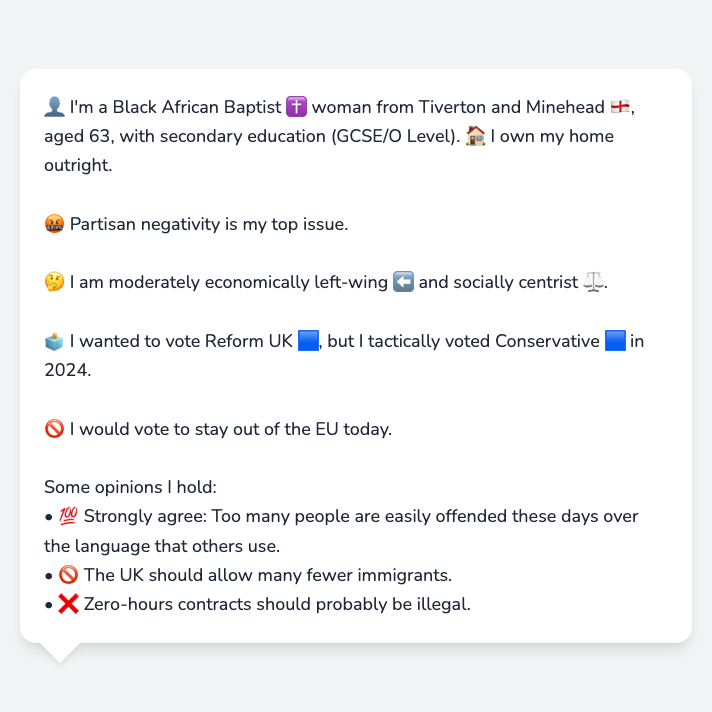 👤 I'm a Black African Baptist ✝️ woman from Tiverton and Minehead 🏴󠁧󠁢󠁥󠁮󠁧󠁿,
aged 63, with secondary education (GCSE/O Level). 🏠 I own my home
outright.
🤬 Partisan negativity is my top issue.
🤔 I am moderately economically left-wing ⬅️ and socially centrist ⚖️.
🗳️ I wanted to vote Reform UK 🟦, but I tactically voted Conservative 🟦 in
2024.
🚫 I would vote to stay out of the EU today.
Some opinions I hold:
• 💯 Strongly agree: Too many people are easily offended these days over
the language that others use.
• 🚫 The UK should allow many fewer immigrants.
• ❌ Zero-hours contracts should probably be illegal.